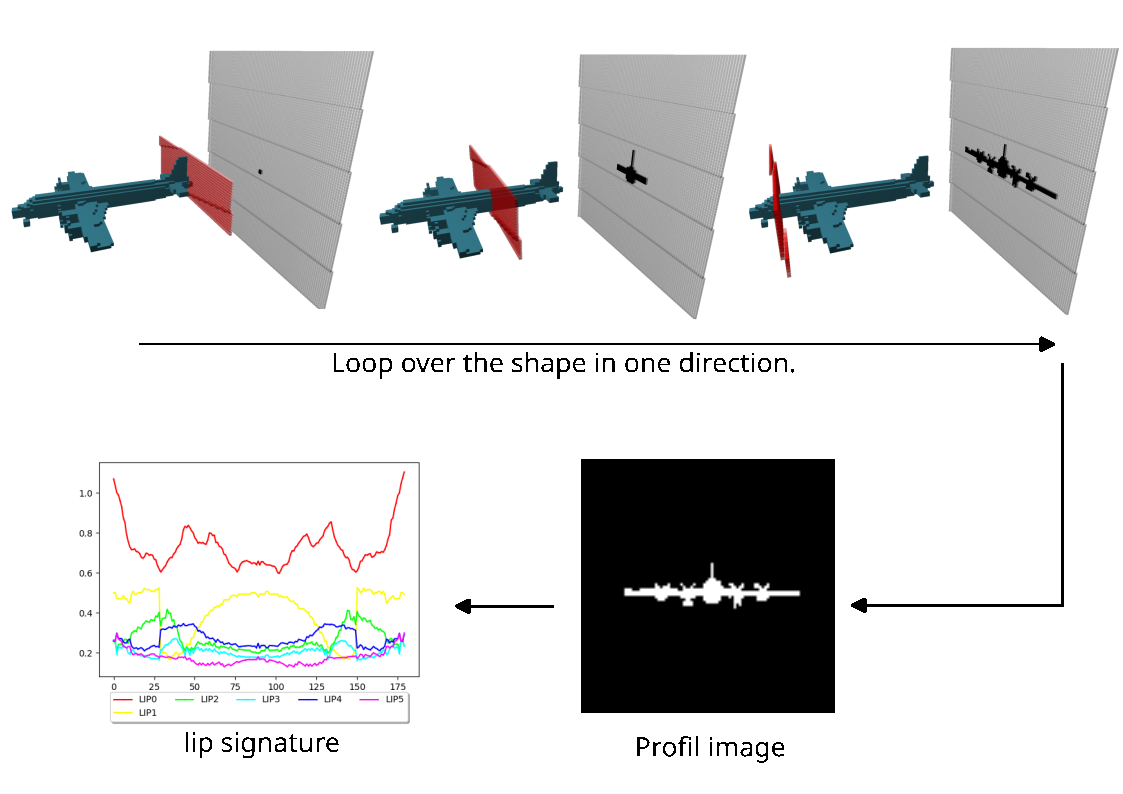 Loop over the shape in one direction.
1.0
0.8
0.6
0.4
0.2
0 25 50 75 100 125 150 175
LIP0 LIP2 LIP3 LIP4 LIP5
LIP1
lip signature
Profil image